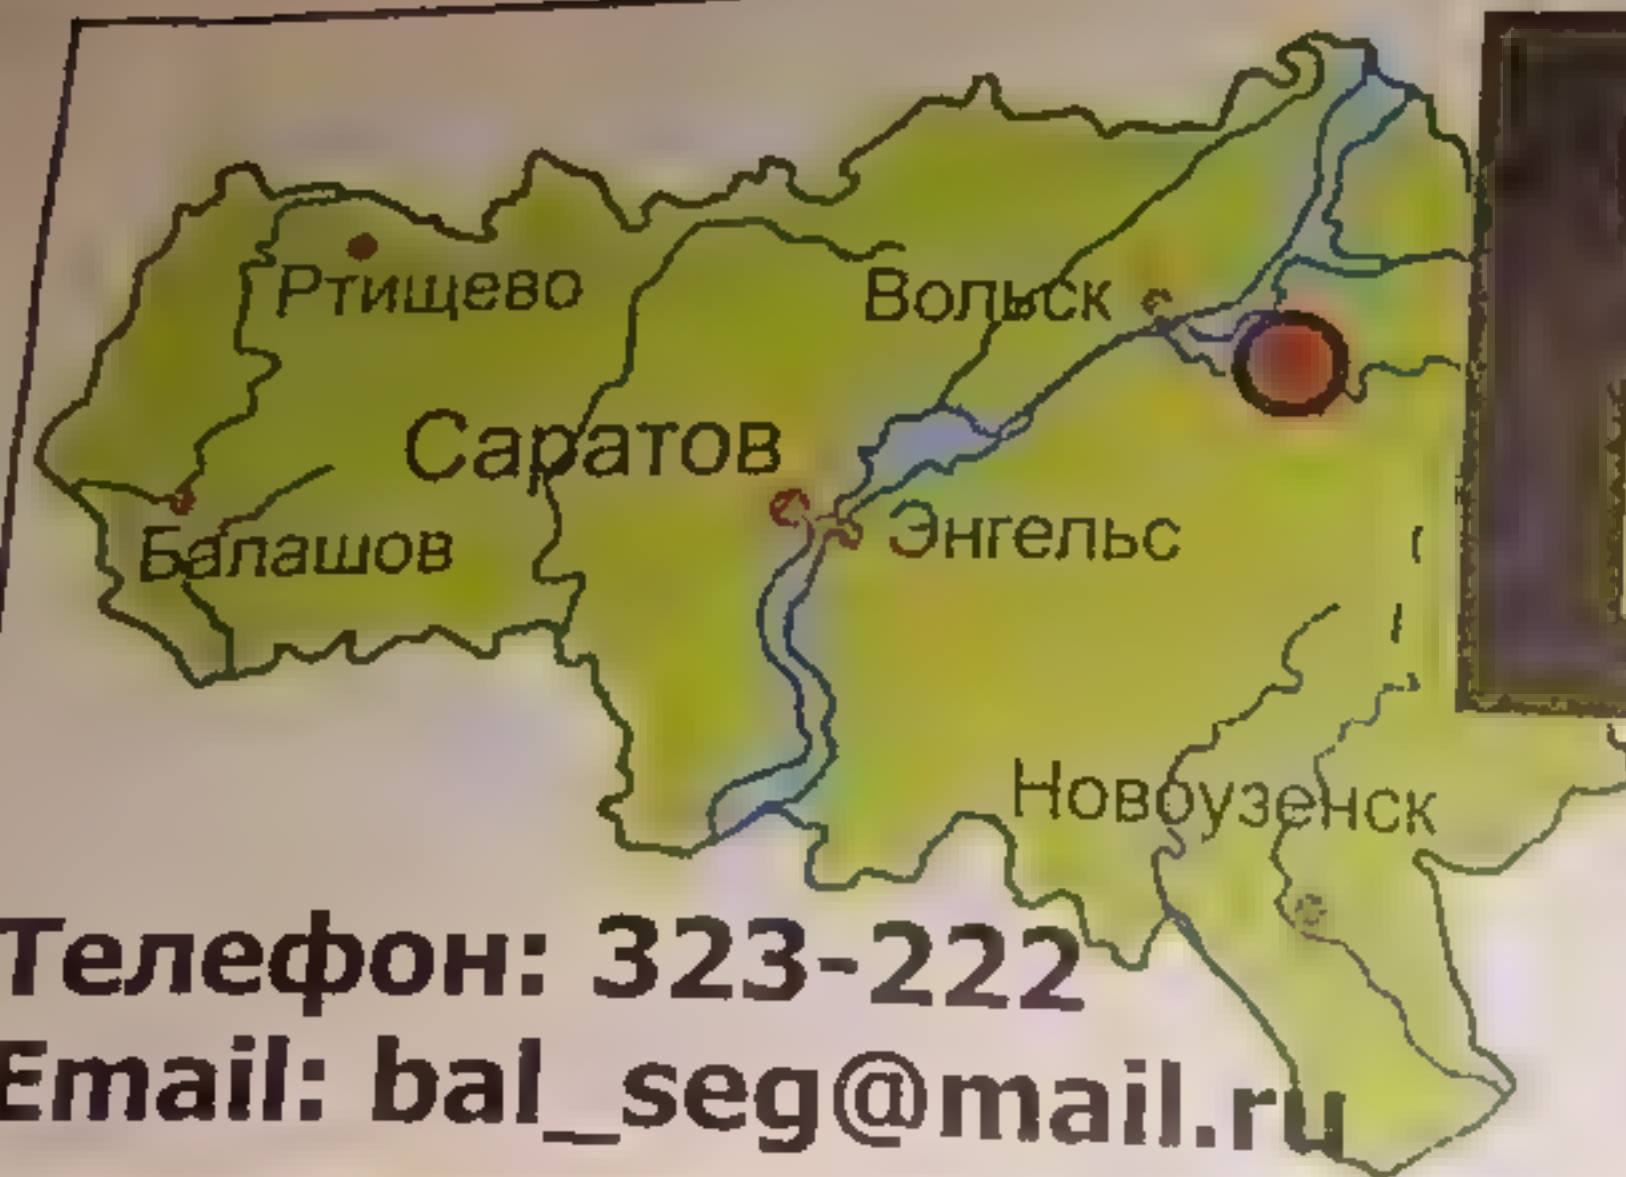 Ртищево
Вольск
Саратов
Энгельс
Балашов
Новоузенск
Телефон: 323-222
Email: bal_seg@mail.ru